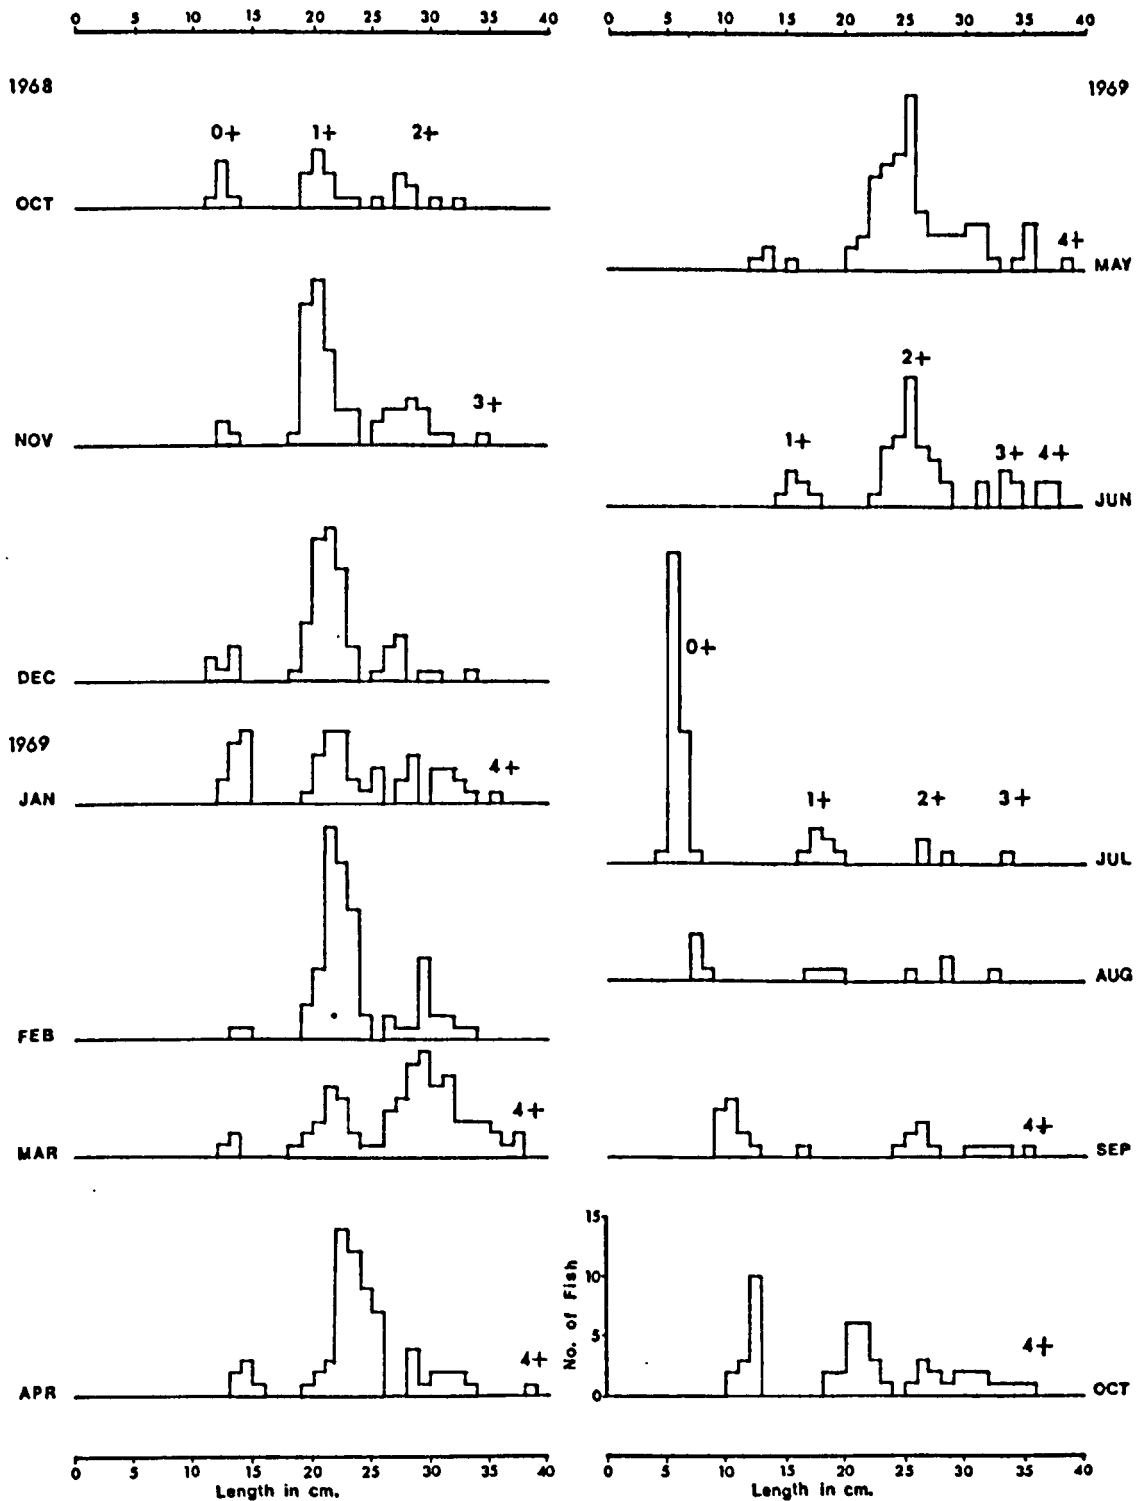 0 5 10 15 20 25 30 35 40
1968
0+ 1+ 2+
OCT
3+
NOV
DEC
1969
4+
JAN
FEB
4+
MAR
4+
APR
0 5 10 15 20 25 30 35 40
Length in cm.
0 5 10 15 20 25 30 35 40
1969
4+
MAY
2+
1+ 3+ 4+
JUN
0+
1+ 2+ 3+
JUL
AUG
4+
SEP
15
10
5
0
No. of Fish
4+
OCT
0 5 10 15 20 25 30 35 40
Length in cm.